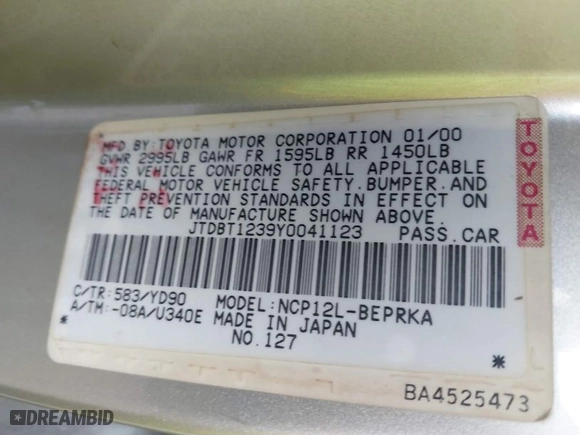 MFD BY:TOYOTA MOTOR CORPORATION 01/00
GVWR 2995LB GAWR FR 1595LB RR 1450LB
THIS VEHICLE CONFORMS TO ALL APPLICABLE
FEDERAL MOTOR VEHICLE SAFETY.BUMPER.AND
THEFT PREVENTION STANDARDS IN EFFECT ON
THE DATE OF MANUFACTURE SHOWN ABOVE.
JTDBT1239Y0041123 PASS.CAR
C/TR:583/YD90 MODEL:NCP12L-BEPRKA
A/TM:-08A/U340E MADE IN JAPAN
NO.127
* *
BA4525473
TOYOTA
DREAMBID